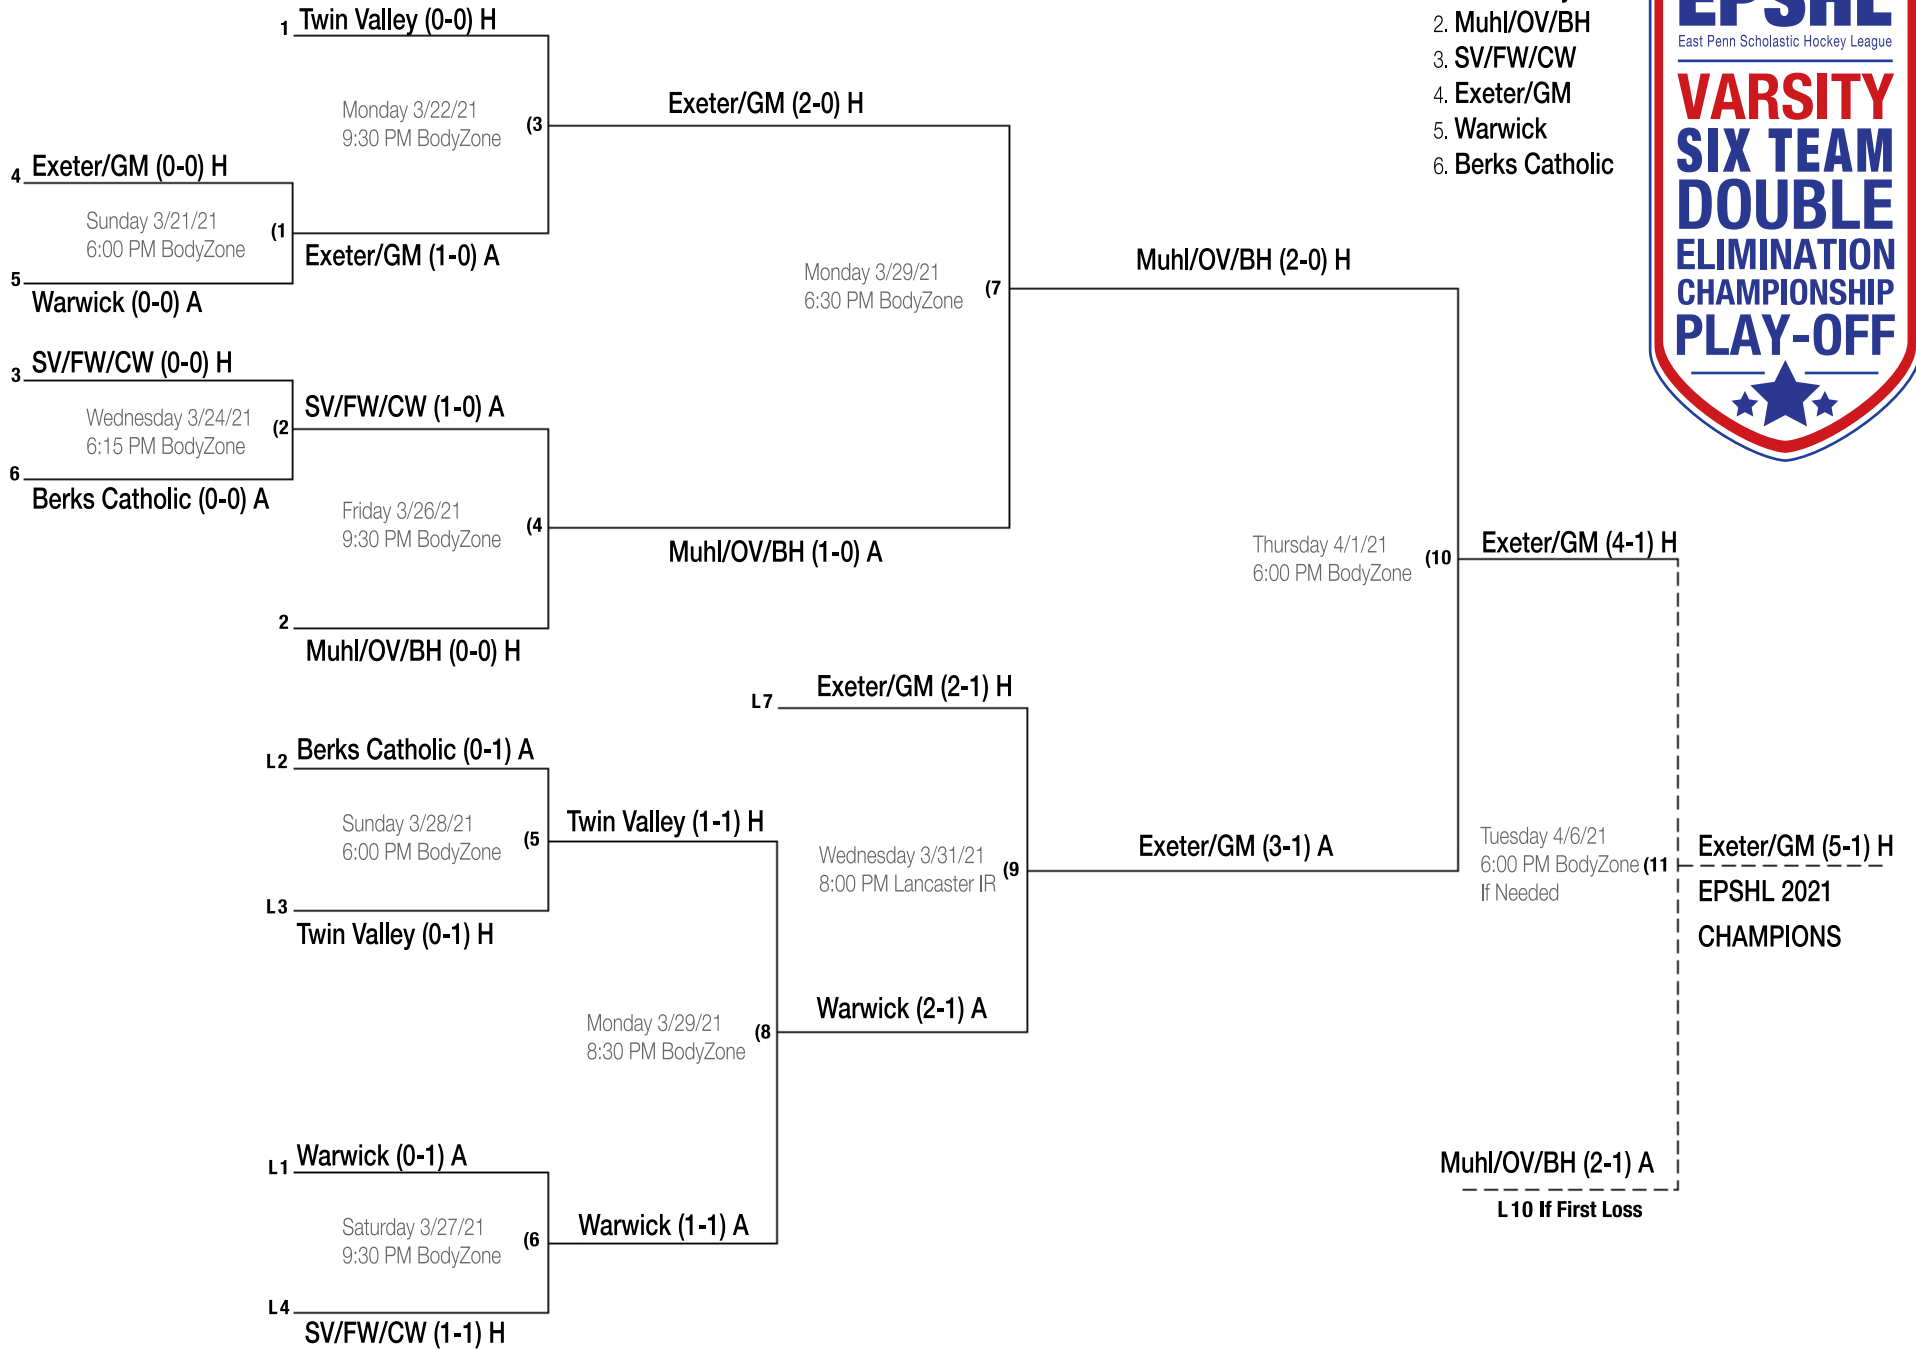 1 Twin Valley (0-0) H
Monday 3/22/21
9:30 PM BodyZone
(3
Exeter/GM (2-0) H
4 Exeter/GM (0-0) H
Sunday 3/21/21
6:00 PM BodyZone
(1
Exeter/GM (1-0) A
5
Warwick (0-0) A
3 SV/FW/CW (0-0) H
Wednesday 3/24/21
6:15 PM BodyZone
(2
SV/FW/CW (1-0) A
6
Berks Catholic (0-0) A
Friday 3/26/21
9:30 PM BodyZone
(4
Muhl/OV/BH (1-0) A
2
Muhl/OV/BH (0-0) H
Monday 3/29/21
6:30 PM BodyZone
(7
Muhl/OV/BH (2-0) H
L7 Exeter/GM (2-1) H
L2 Berks Catholic (0-1) A
Sunday 3/28/21
6:00 PM BodyZone
(5
Twin Valley (1-1) H
L3
Twin Valley (0-1) H
Wednesday 3/31/21
8:00 PM Lancaster IR
(9
Exeter/GM (3-1) A
Monday 3/29/21
8:30 PM BodyZone
(8
Warwick (2-1) A
L1 Warwick (0-1) A
Saturday 3/27/21
9:30 PM BodyZone
(6
Warwick (1-1) A
L4
SV/FW/CW (1-1) H
Thursday 4/1/21
6:00 PM BodyZone
(10
Exeter/GM (4-1) H
Tuesday 4/6/21
6:00 PM BodyZone
If Needed
(11
Exeter/GM (5-1) H
EPSHL 2021
CHAMPIONS
Muhl/OV/BH (2-1) A
L10 If First Loss
2. Muhl/OV/BH
3. SV/FW/CW
4. Exeter/GM
5. Warwick
6. Berks Catholic
EPSHL
East Penn Scholastic Hockey League
VARSITY
SIX TEAM
DOUBLE
ELIMINATION
CHAMPIONSHIP
PLAY-OFF